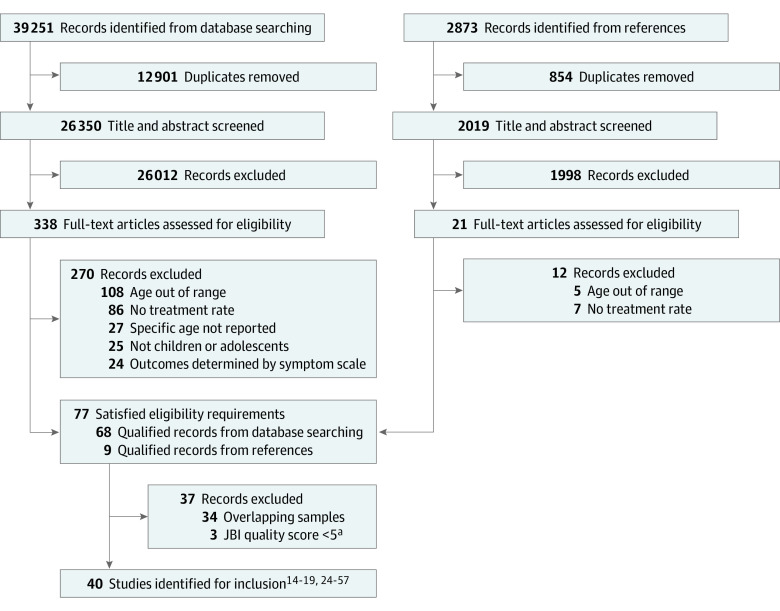 39251 Records identified from database searching
2873 Records identified from references
12901 Duplicates removed
854 Duplicates removed
26350 Title and abstract screened
2019 Title and abstract screened
26012 Records excluded
1998 Records excluded
338 Full-text articles assessed for eligibility
21 Full-text articles assessed for eligibility
270 Records excluded
108 Age out of range
86 No treatment rate
27 Specific age not reported
25 Not children or adolescents
24 Outcomes determined by symptom scale
12 Records excluded
5 Age out of range
7 No treatment rate
77 Satisfied eligibility requirements
68 Qualified records from database searching
9 Qualified records from references
37 Records excluded
34 Overlapping samples
3 JBI quality score <5a
40 Studies identified for inclusion14-19, 24-57